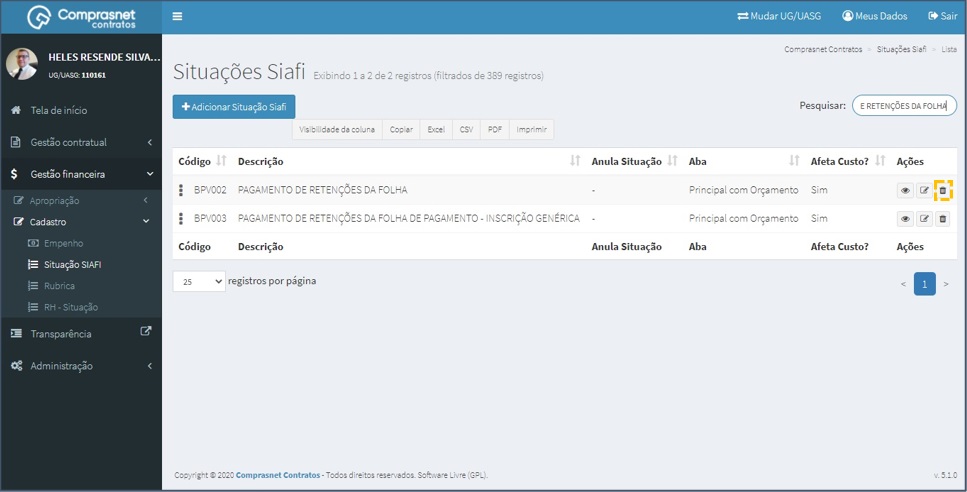 Comprasnet
contratos
Mudar UG/UASG
Meus Dados
Sair
HELES RESENDE SILVA...
UG/UASG: 110161
Tela de início
Gestão contratual
Gestão financeira
Apropriação
Cadastro
Empenho
Situação SIAFI
Rubrica
RH - Situação
Transparência
Administração
Comprasnet Contratos > Situações Siafi > Lista
Situações Siafi Exibindo 1 a 2 de 2 registros (filtrados de 389 registros)
+ Adicionar Situação Siafi
Pesquisar: E RETENÇÕES DA FOLHA
Visibilidade da coluna Copiar Excel CSV PDF Imprimir
Código Descrição Anula Situação Aba Afeta Custo? Ações
BPV002 PAGAMENTO DE RETENÇÕES DA FOLHA - Principal com Orçamento Sim
BPV003 PAGAMENTO DE RETENÇÕES DA FOLHA DE PAGAMENTO - INSCRIÇÃO GENÉRICA - Principal com Orçamento Sim
Código Descrição Anula Situação Aba Afeta Custo? Ações
25 registros por página
< 1 >
Copyright © 2020 Comprasnet Contratos - Todos direitos reservados. Software Livre (GPL).
v. 5.1.0